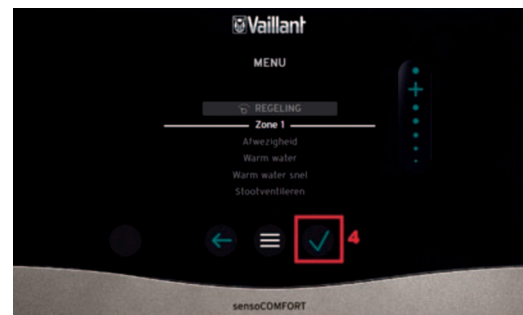 Vaillant
MENU
REGELING
Zone 1
Afwezigheid
Warm water
Warm water snel
Stootventileren
4
sensoCOMFORT